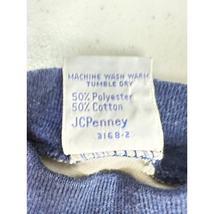 MACHINE WASH WARM
TUMBLE DRY
50% Polyester
50% Cotton
JCPenney
3168-2